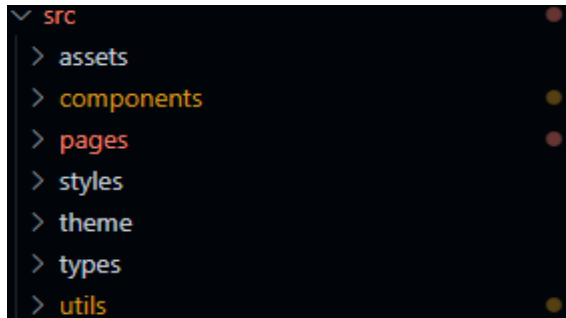 src
assets
components
pages
styles
theme
types
utils